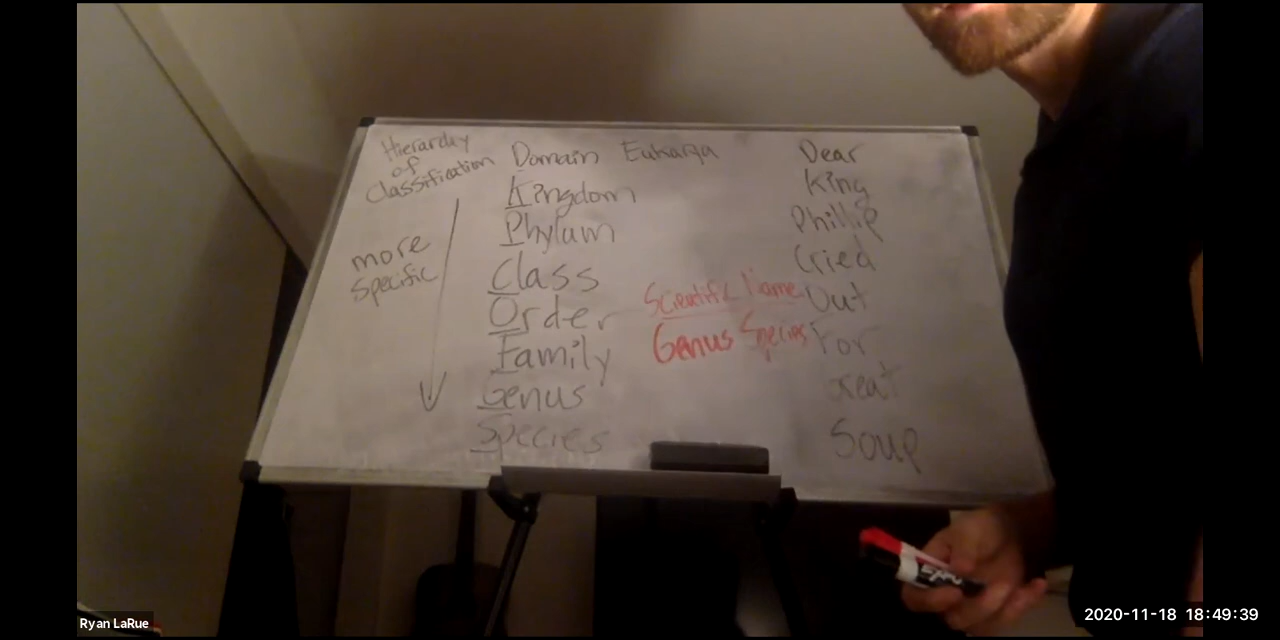 Hierarchy
of
Classification
more
Specific
Domain Eukarya
Kingdom
Phylum
Class
Order
Family
Genus
Species
Scientific Name
Genus Species
Dear
King
Phillip
Cried
Out
For
Great
Soup
Ryan LaRue
2020-11-18 18:49:39